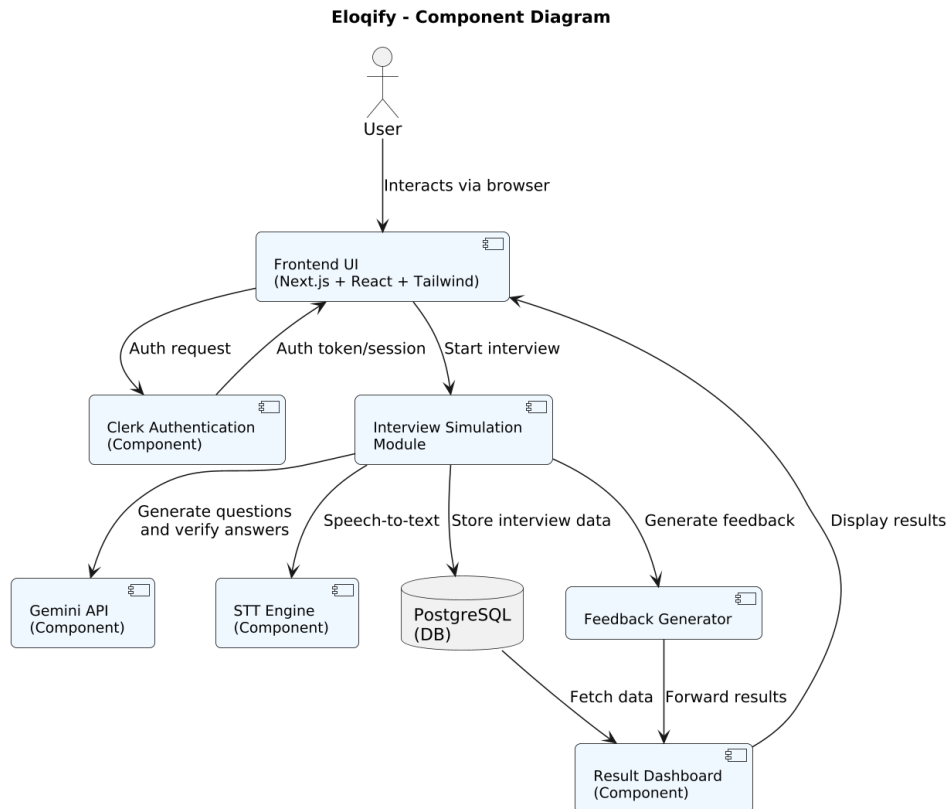 Eloqify - Component Diagram
User
Interacts via browser
Frontend UI
(Next.js + React + Tailwind)
Auth request
Auth token/session
Start interview
Clerk Authentication
(Component)
Interview Simulation
Module
Generate questions
and verify answers
Speech-to-text
Store interview data
Generate feedback
Display results
Gemini API
(Component)
STT Engine
(Component)
PostgreSQL
(DB)
Feedback Generator
Fetch data
Forward results
Result Dashboard
(Component)